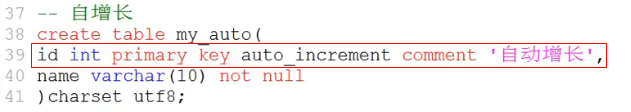 37 -- 自增长
38 create table my_auto(
39 id int primary key auto_increment comment '自动增长',
40 name varchar(10) not null
41 )charset utf8;